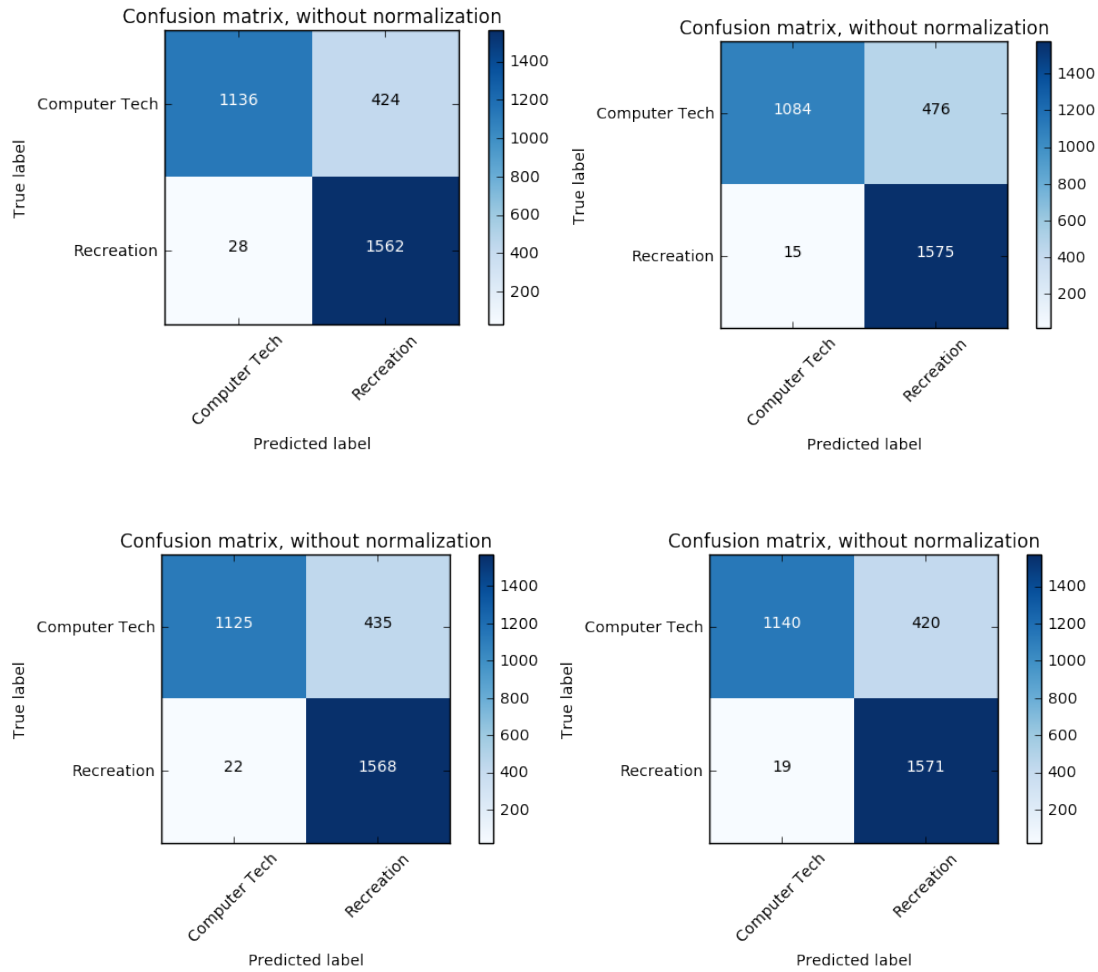 Confusion matrix, without normalization
Computer Tech
Recreation
True label
1136 424
28 1562
Computer Tech
Recreation
Predicted label
1400
1200
1000
800
600
400
200
Confusion matrix, without normalization
Computer Tech
Recreation
True label
1084 476
15 1575
Computer Tech
Recreation
Predicted label
1400
1200
1000
800
600
400
200
Confusion matrix, without normalization
Computer Tech
Recreation
True label
1125 435
22 1568
Computer Tech
Recreation
Predicted label
1400
1200
1000
800
600
400
200
Confusion matrix, without normalization
Computer Tech
Recreation
True label
1140 420
19 1571
Computer Tech
Recreation
Predicted label
1400
1200
1000
800
600
400
200